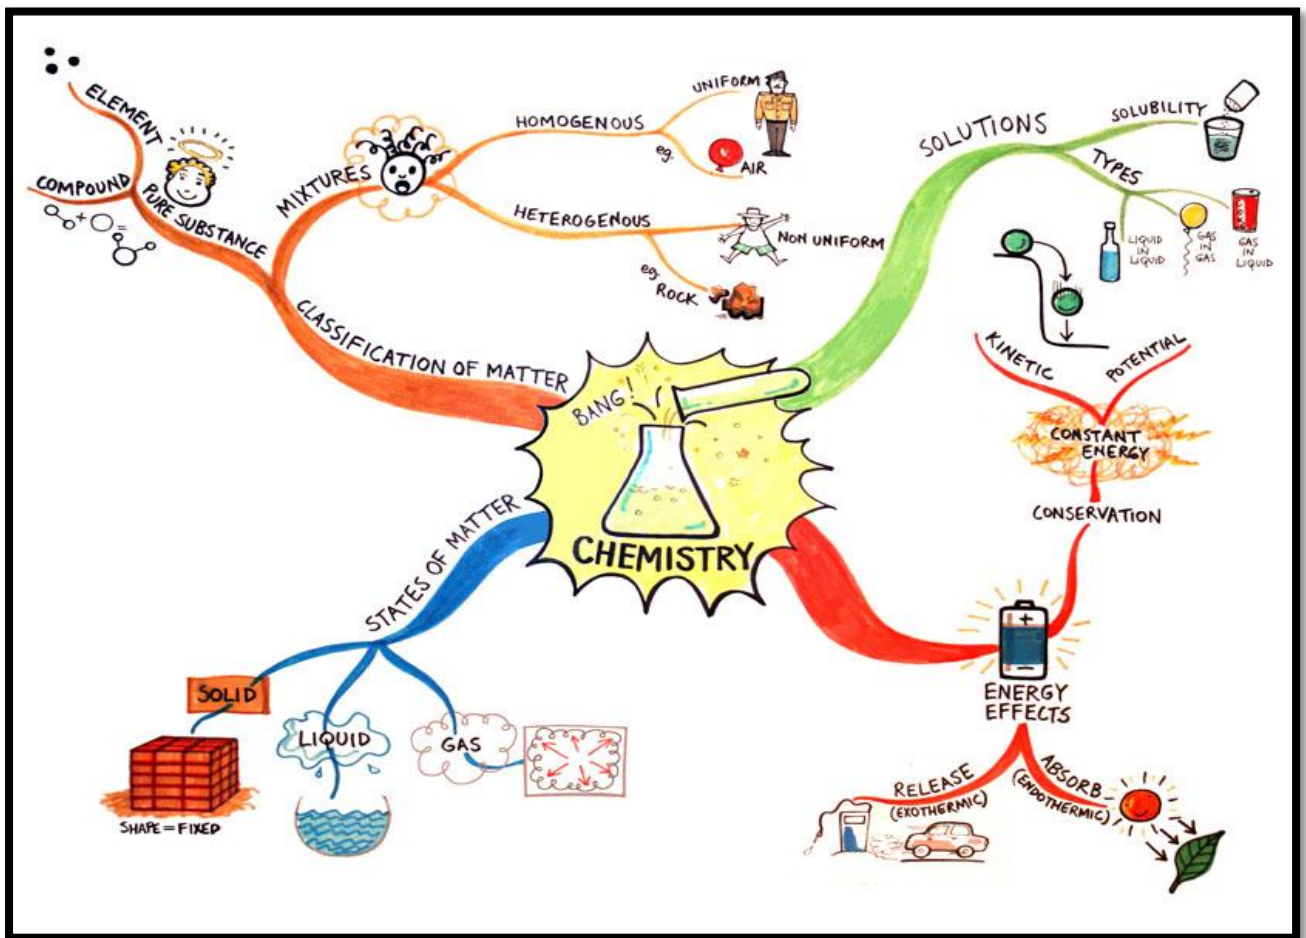 ELEMENT
COMPOUND
PURE SUBSTANCE
MIXTURES
HOMOGENOUS
UNIFORM
eg.
AIR
HETEROGENOUS
NON UNIFORM
eg.
ROCK
CLASSIFICATION OF MATTER
SOLUTIONS
SOLUBILITY
TYPES
LIQUID
IN
LIQUID
GAS
IN
GAS
GAS
IN
LIQUID
KINETIC
POTENTIAL
CONSTANT
ENERGY
CONSERVATION
BANG!
CHEMISTRY
STATES OF MATTER
SOLID
LIQUID
GAS
SHAPE = FIXED
+
−
ENERGY
EFFECTS
RELEASE
(EXOTHERMIC)
ABSORB
(ENDOTHERMIC)
+ =